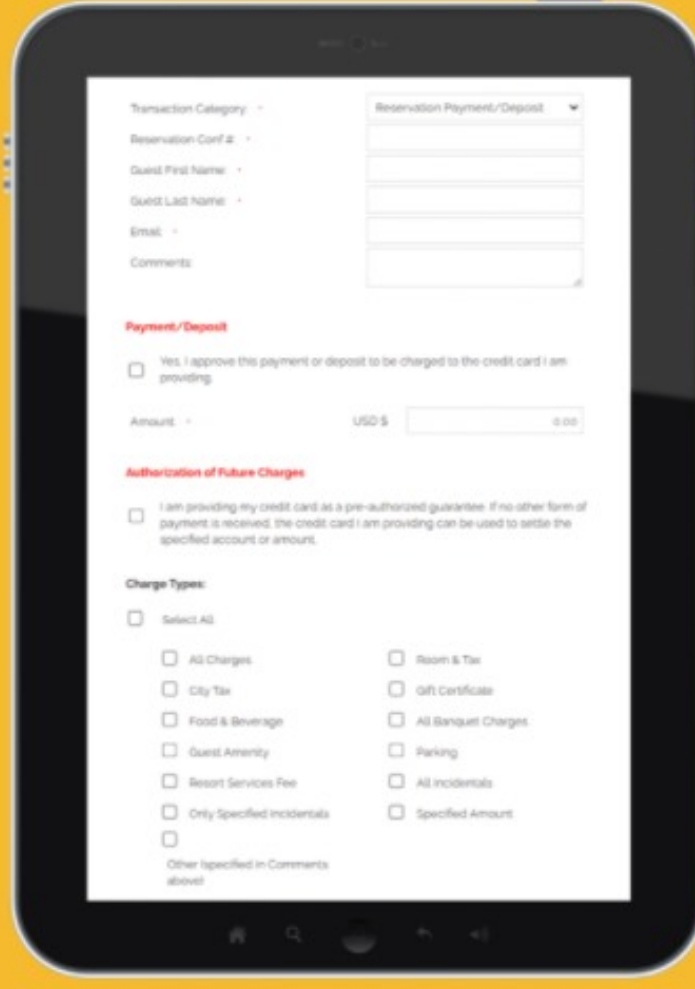 Transaction Category: *
Reservation Payment/Deposit
Reservation Conf #: *
Guest First Name: *
Guest Last Name: *
Email: *
Comments:
Payment/Deposit
Yes, I approve this payment or deposit to be charged to the credit card I am
providing.
Amount: * USD $ 0.00
Authorization of Future Charges
I am providing my credit card as a pre-authorized guarantee. If no other form of
payment is received, the credit card I am providing can be used to settle the
specified account or amount.
Charge Types:
Select All
All Charges
Room & Tax
City Tax
Gift Certificate
Food & Beverage
All Banquet Charges
Guest Amenity
Parking
Resort Services Fee
All Incidentals
Only Specified Incidentals
Specified Amount
Other (specified in Comments
above)